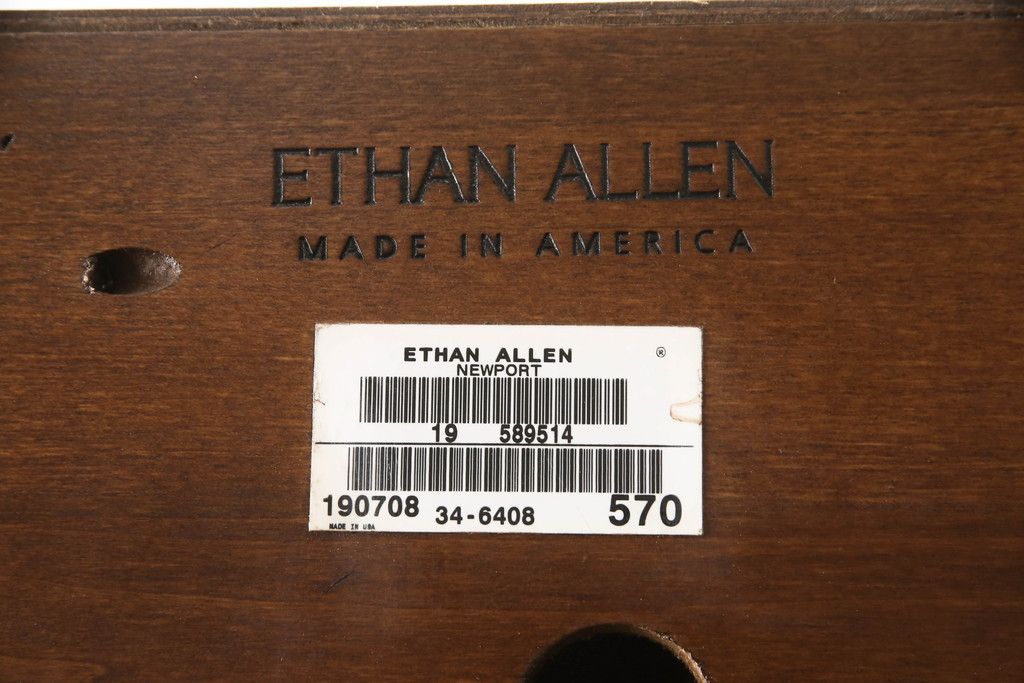 ETHAN ALLEN
MADE IN AMERICA
ETHAN ALLEN ®
NEWPORT
19 589514
190708 34-6408 570
MADE IN USA